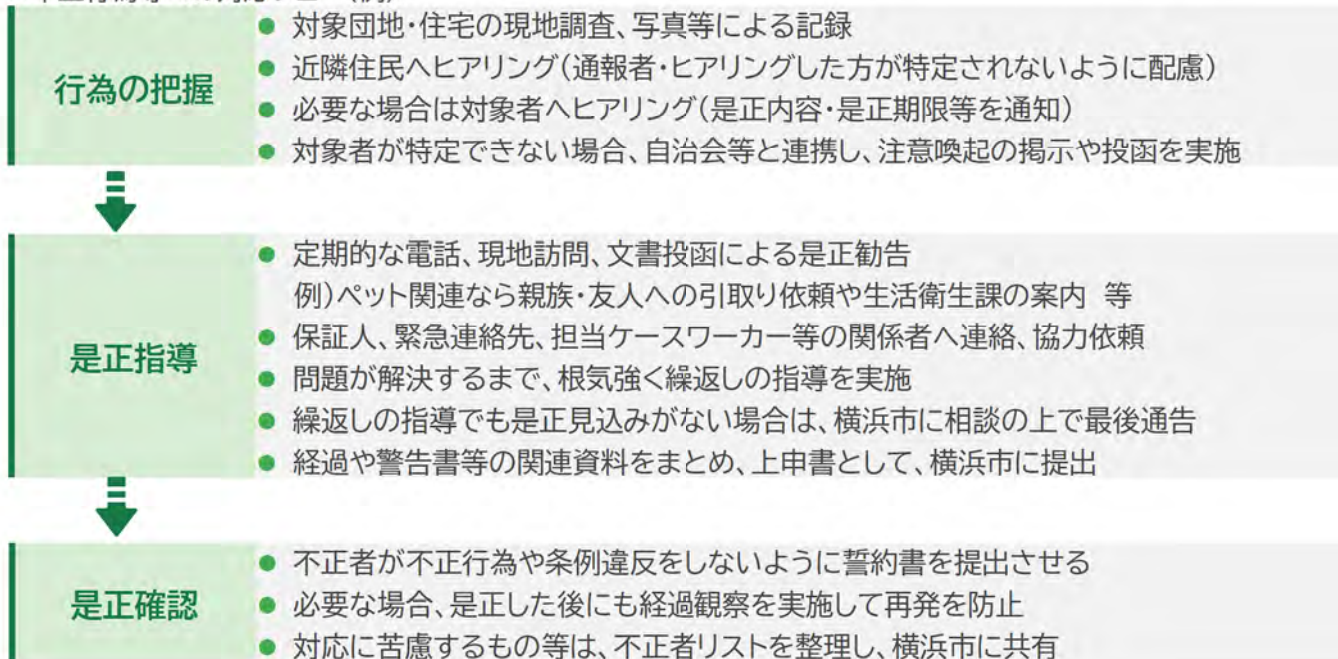 行為の把握
● 対象団地・住宅の現地調査、写真等による記録
● 近隣住民へヒアリング(通報者・ヒアリングした方が特定されないように配慮)
● 必要な場合は対象者へヒアリング(是正内容・是正期限等を通知)
● 対象者が特定できない場合、自治会等と連携し、注意喚起の掲示や投函を実施
是正指導
● 定期的な電話、現地訪問、文書投函による是正勧告
例)ペット関連なら親族・友人への引取り依頼や生活衛生課の案内 等
● 保証人、緊急連絡先、担当ケースワーカー等の関係者へ連絡、協力依頼
● 問題が解決するまで、根気強く繰返しの指導を実施
● 繰返しの指導でも是正見込みがない場合は、横浜市に相談の上で最後通告
● 経過や警告書等の関連資料をまとめ、上申書として、横浜市に提出
是正確認
● 不正者が不正行為や条例違反をしないように誓約書を提出させる
● 必要な場合、是正した後にも経過観察を実施して再発を防止
● 対応に苦慮するもの等は、不正者リストを整理し、横浜市に共有